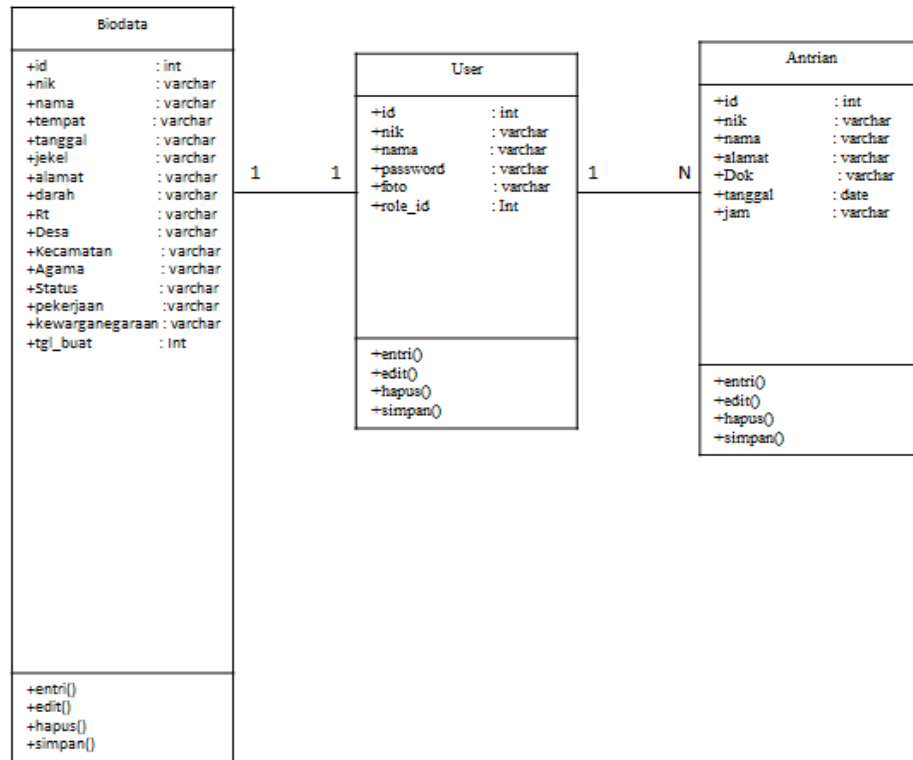 Biodata
+id : int
+nik : varchar
+nama : varchar
+tempat : varchar
+tanggal : varchar
+jekel : varchar
+alamat : varchar
+darah : varchar
+Rt : varchar
+Desa : varchar
+Kecamatan : varchar
+Agama : varchar
+Status : varchar
+pekerjaan :varchar
+kewarganegaraan : varchar
+tgl_buat : Int
+entri()
+edit()
+hapus()
+simpan()
1 1
User
+id : int
+nik : varchar
+nama : varchar
+password : varchar
+foto : varchar
+role_id : Int
+entri()
+edit()
+hapus()
+simpan()
1 N
Antrian
+id : int
+nik : varchar
+nama : varchar
+alamat : varchar
+Dok : varchar
+tanggal : date
+jam : varchar
+entri()
+edit()
+hapus()
+simpan()